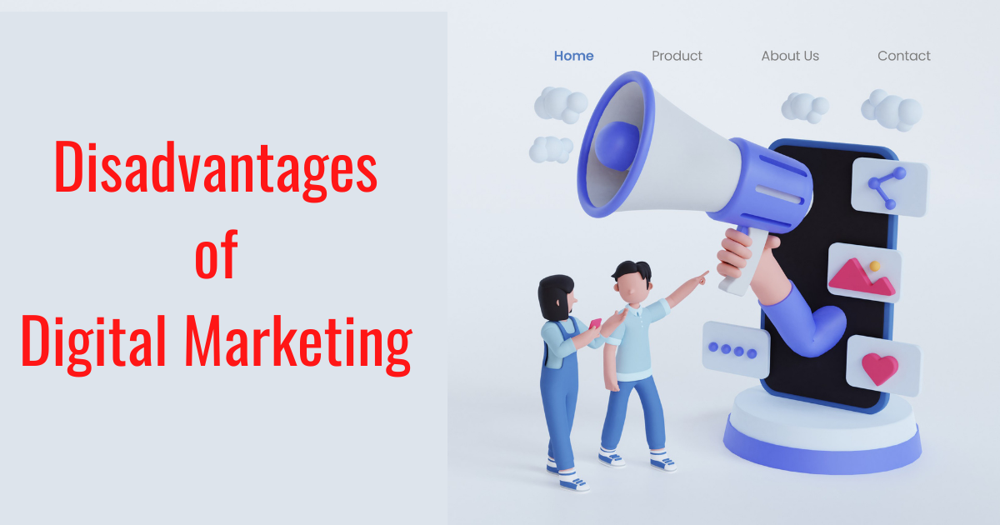 Disadvantages
of
Digital Marketing
Home Product About Us Contact